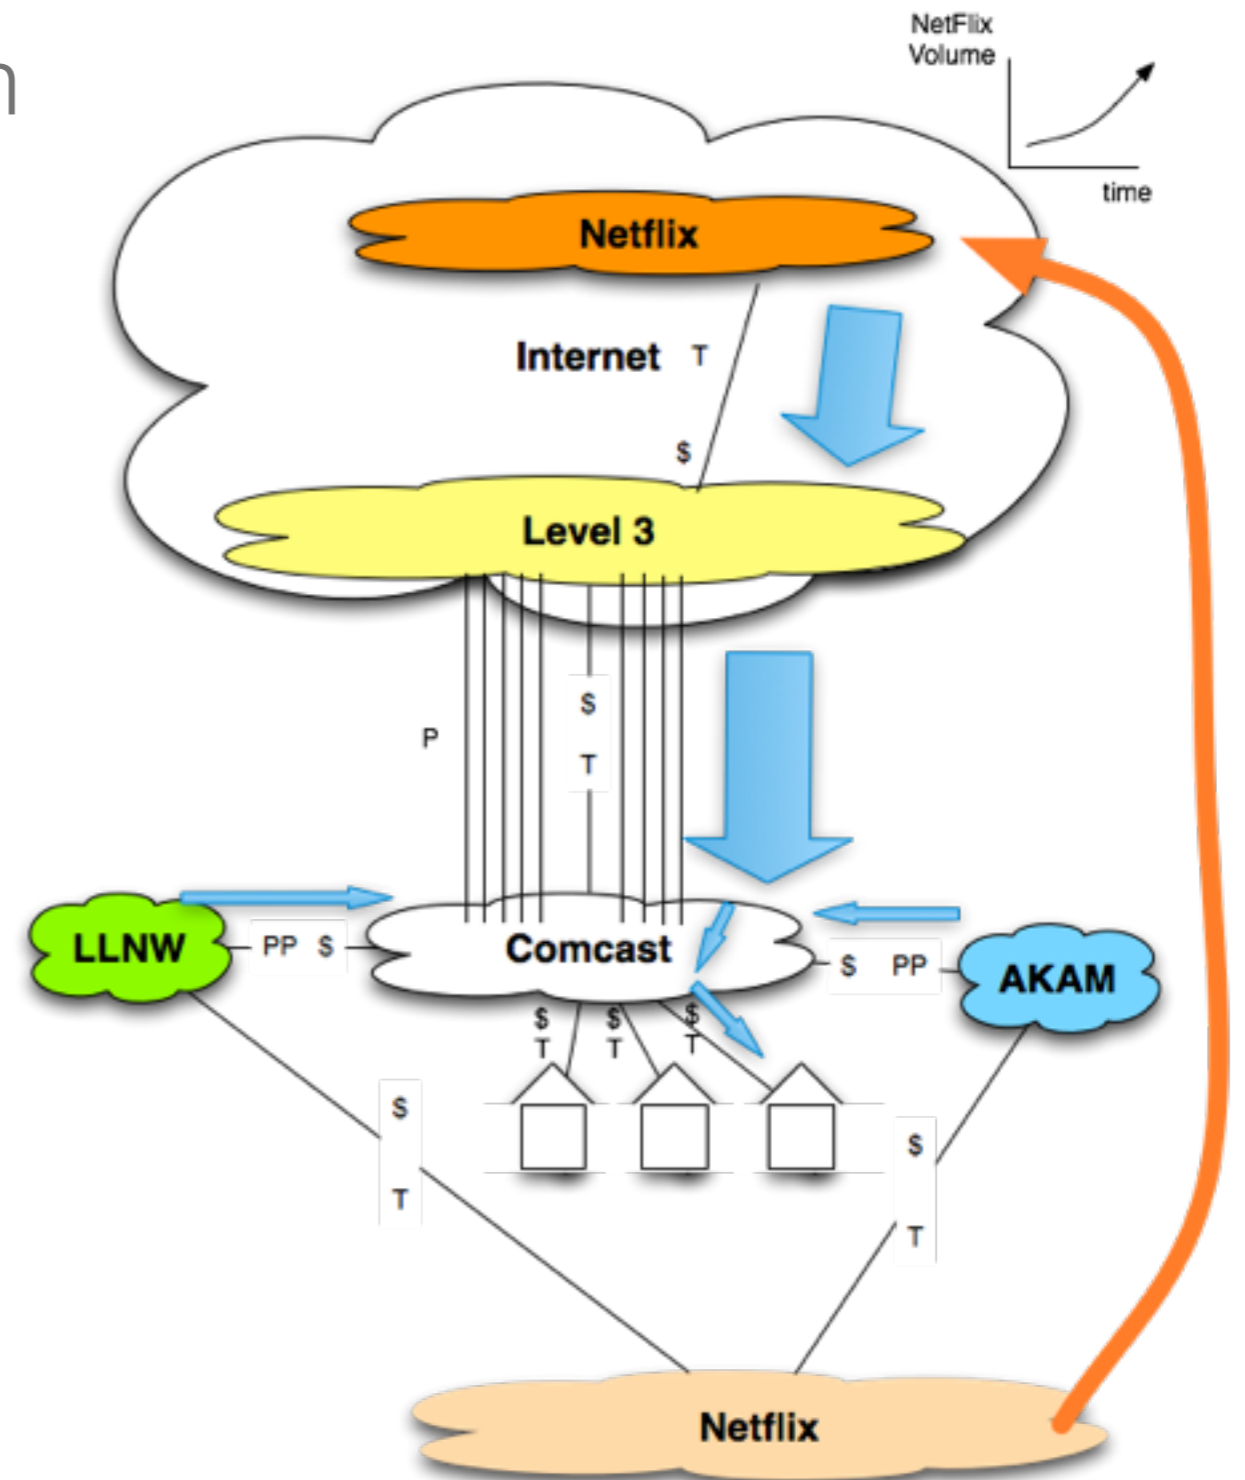 n
NetFlix
Volume
time
Netflix
Internet T
$
Level 3
$
P
T
LLNW
PP $
Comcast
$ PP
AKAM
$ $ $
T T T
$
T
$
T
Netflix